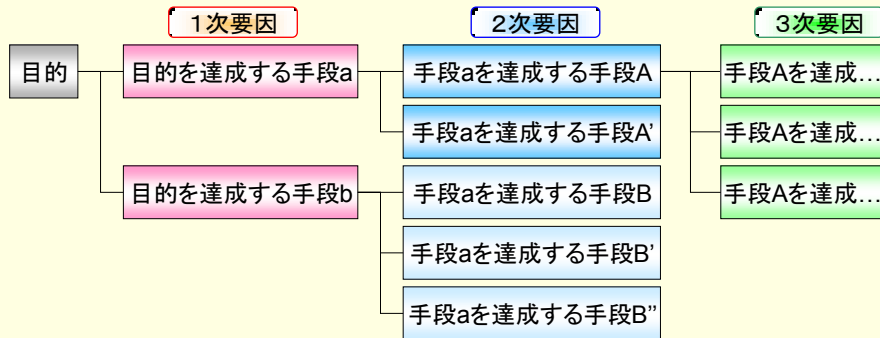 1次要因
2次要因
3次要因
目的
目的を達成する手段a
手段aを達成する手段A
手段Aを達成…
手段aを達成する手段A'
手段Aを達成…
目的を達成する手段b
手段aを達成する手段B
手段Aを達成…
手段aを達成する手段B'
手段aを達成する手段B''